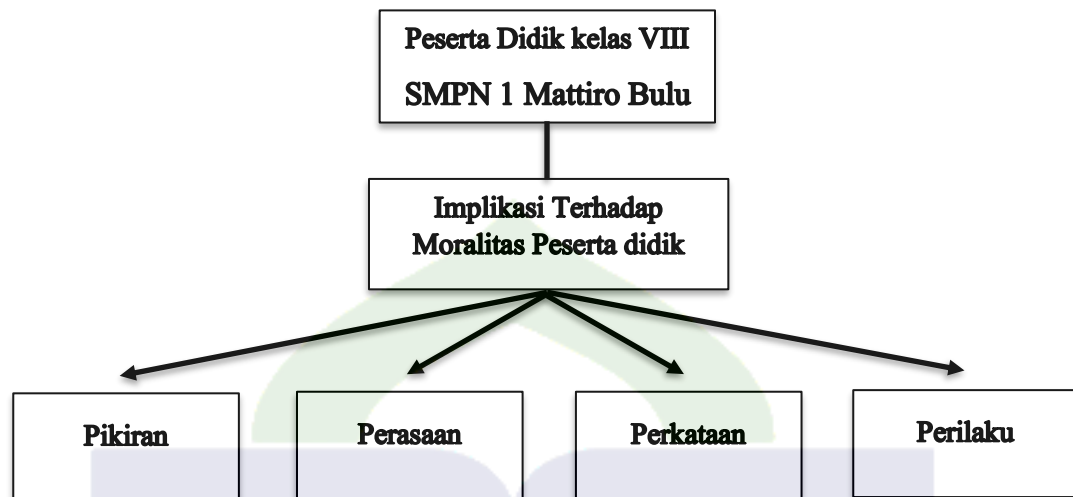 Peserta Didik kelas VIII
SMPN 1 Mattiro Bulu
Implikasi Terhadap
Moralitas Peserta didik
Pikiran
Perasaan
Perkataan
Perilaku